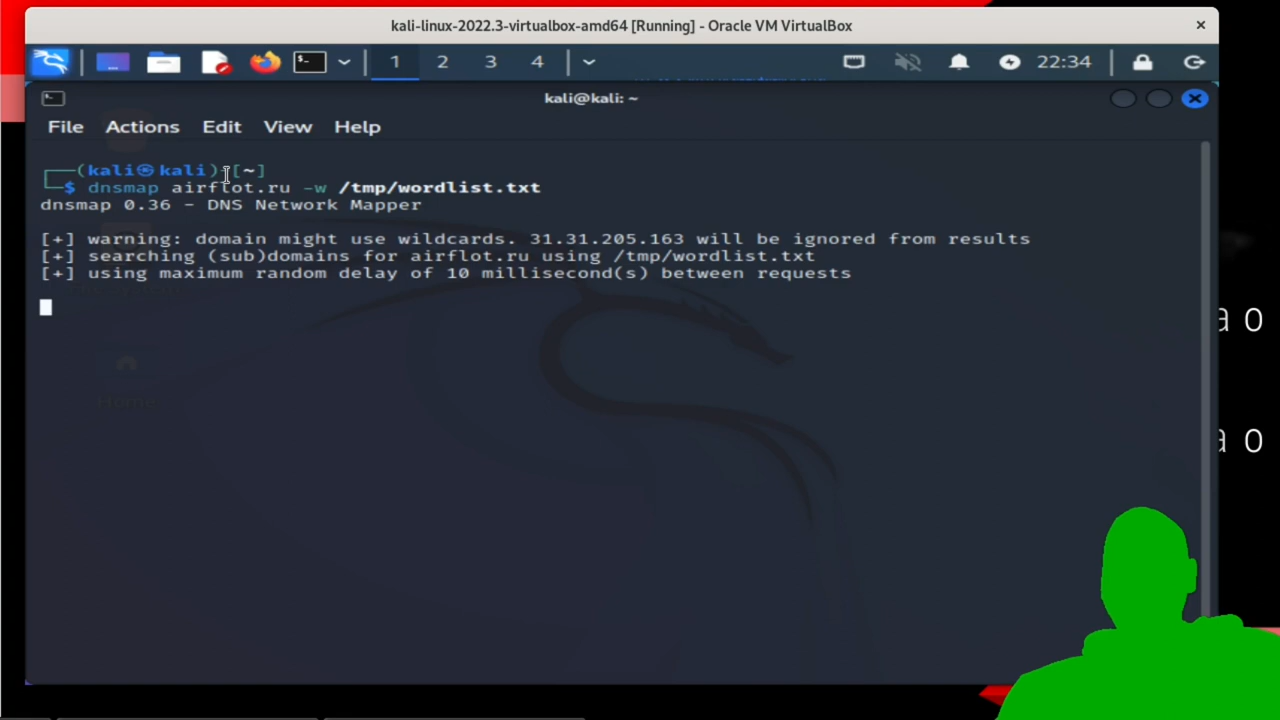 kali-linux-2022.3-virtualbox-amd64 [Running] - Oracle VM VirtualBox
1 2 3 4 22:34
kali@kali: ~
File Actions Edit View Help
┌──(kali㉿kali)-[~]
└─$ dnsmap airflot.ru -w /tmp/wordlist.txt
dnsmap 0.36 - DNS Network Mapper
[+] warning: domain might use wildcards. 31.31.205.163 will be ignored from results
[+] searching (sub)domains for airflot.ru using /tmp/wordlist.txt
[+] using maximum random delay of 10 millisecond(s) between requests
Home
a o
a o